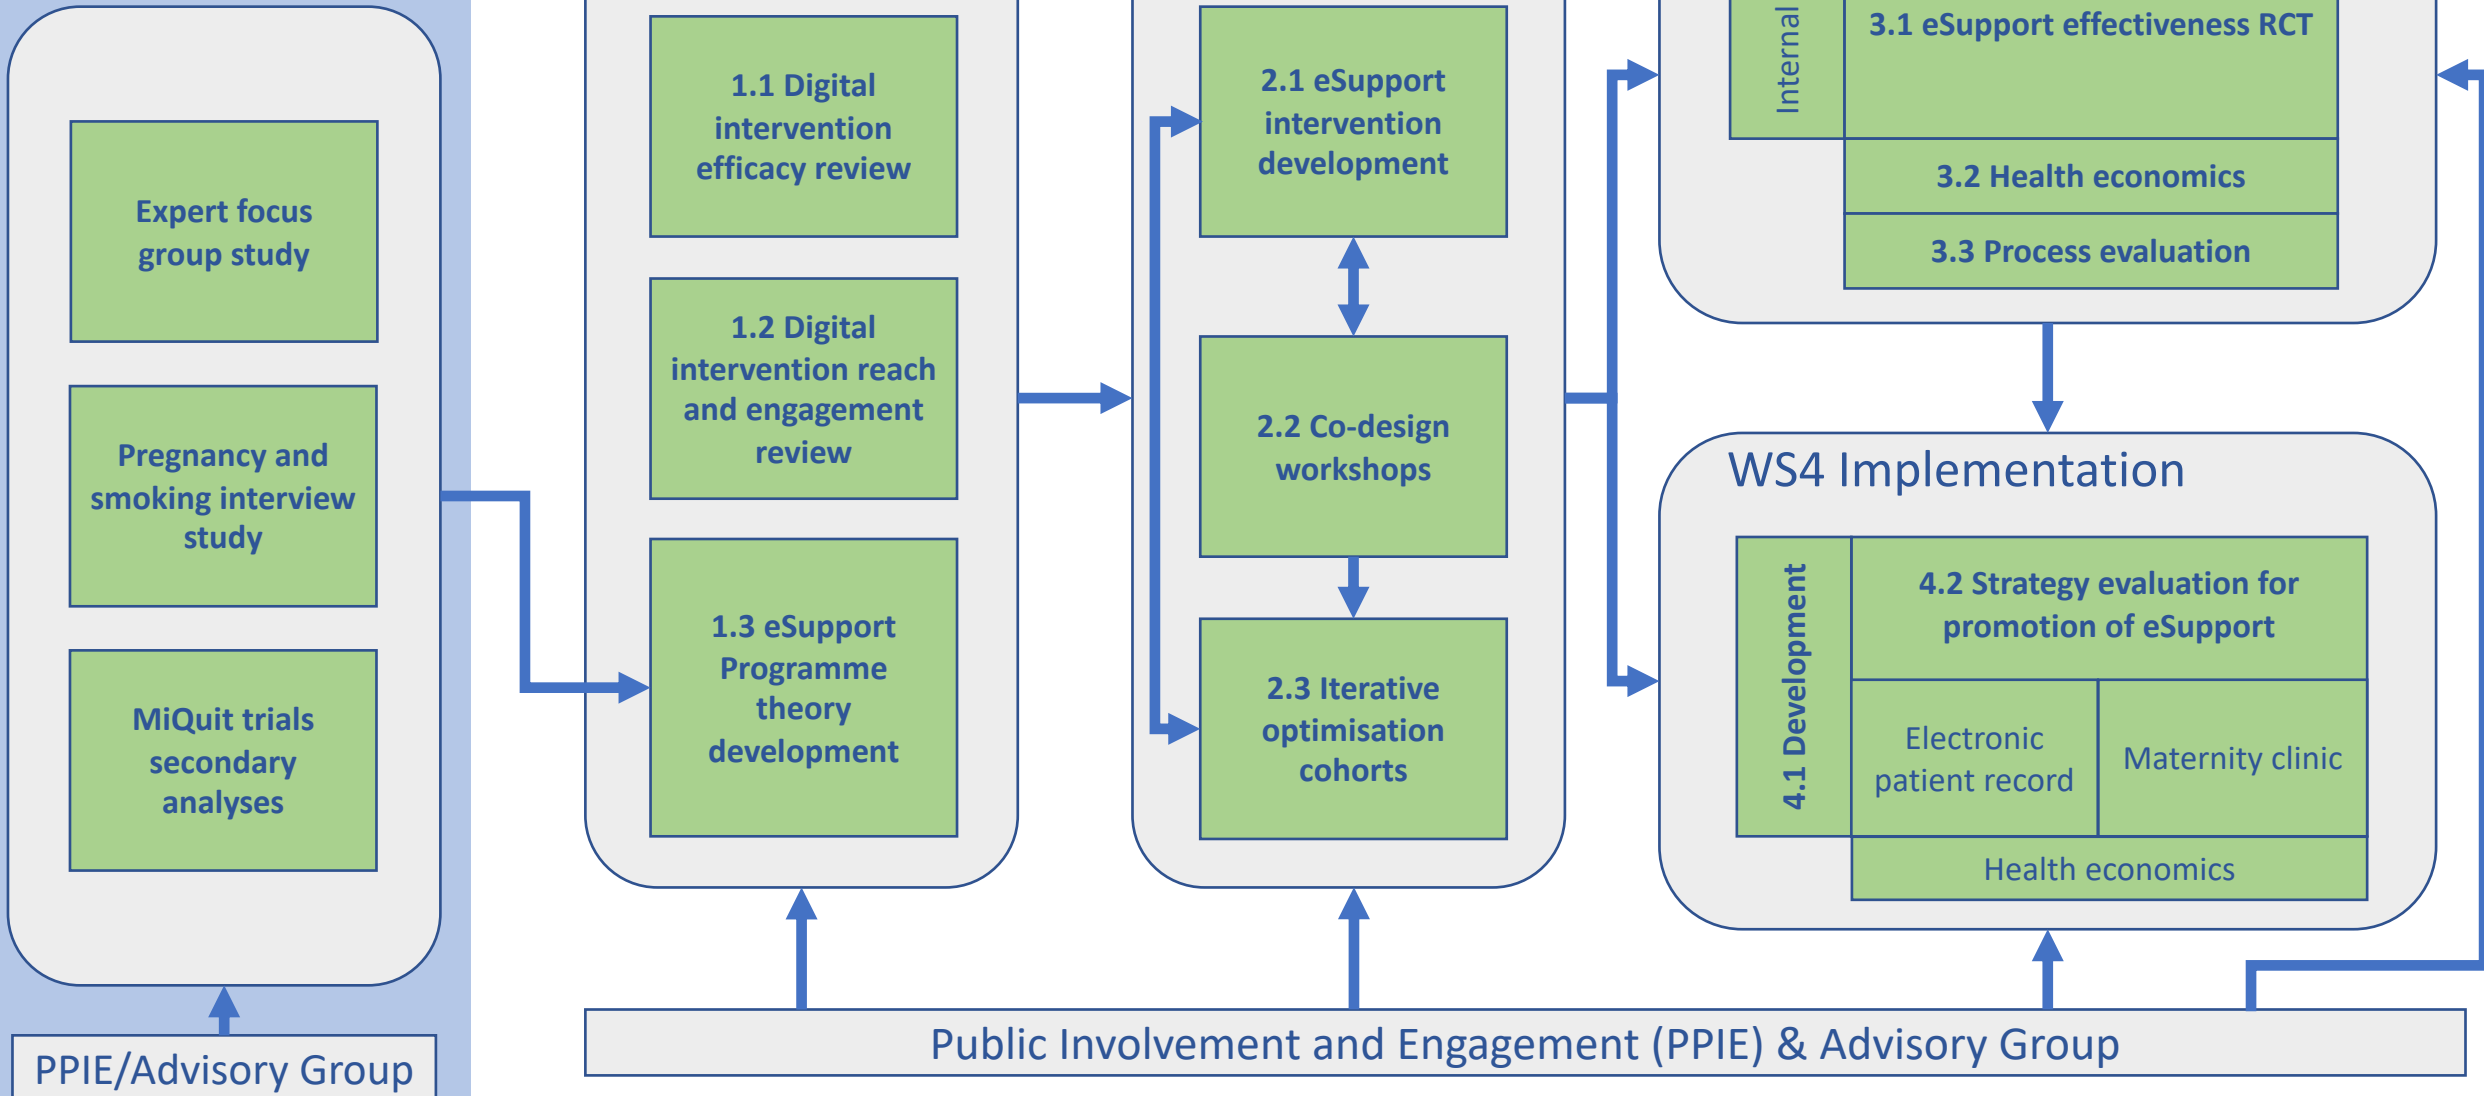 Expert focus
group study
Pregnancy and
smoking interview
study
MiQuit trials
secondary
analyses
PPIE/Advisory Group
1.1 Digital
intervention
efficacy review
1.2 Digital
intervention reach
and engagement
review
1.3 eSupport
Programme
theory
development
2.1 eSupport
intervention
development
2.2 Co-design
workshops
2.3 Iterative
optimisation
cohorts
Internal
3.1 eSupport effectiveness RCT
3.2 Health economics
3.3 Process evaluation
WS4 Implementation
4.1 Development
4.2 Strategy evaluation for
promotion of eSupport
Electronic
patient record
Maternity clinic
Health economics
Public Involvement and Engagement (PPIE) & Advisory Group